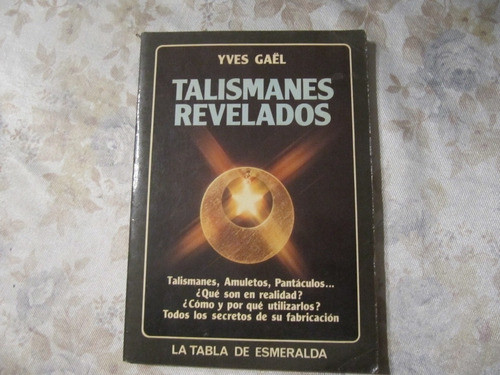 YVES GAËL
TALISMANES
REVELADOS
Talismanes, Amuletos, Pantáculos...
¿Qué son en realidad?
¿Cómo y por qué utilizarlos?
Todos los secretos de su fabricación
LA TABLA DE ESMERALDA